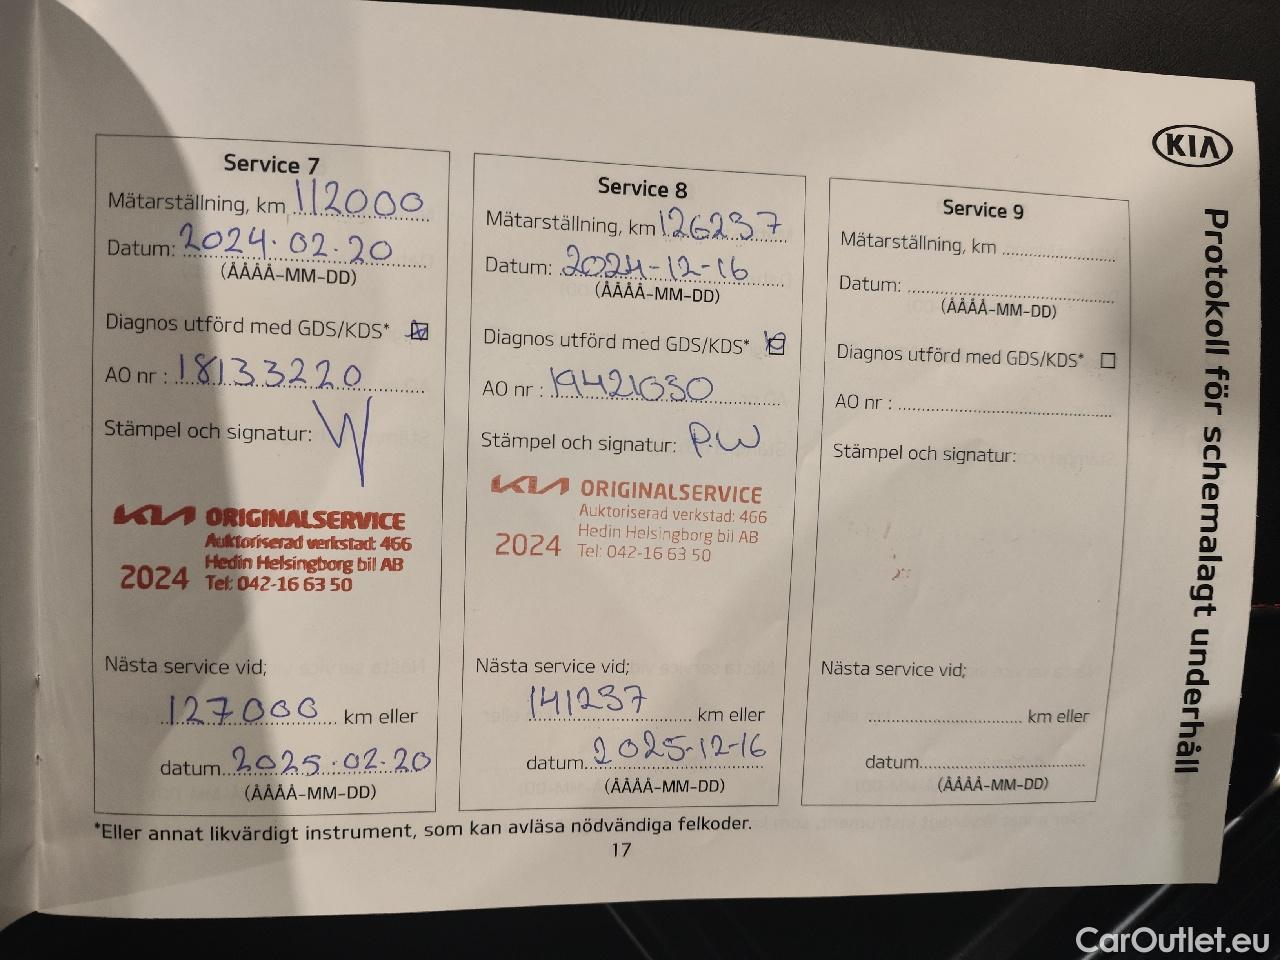 KIA
Protokoll för schemalagt underhåll
Service 7
Mätarställning, km 112000
Datum: 2024.02.20
(ÅÅÅÅ-MM-DD)
Diagnos utförd med GDS/KDS*
AO nr : 18133220
Stämpel och signatur:
KIA ORIGINALSERVICE
Auktoriserad verkstad: 466
Hedin Helsingborg bil AB
2024 Tel: 042-16 63 50
Nästa service vid;
127000 km eller
datum 2025.02.20
(ÅÅÅÅ-MM-DD)
Service 8
Mätarställning, km 126237
Datum: 2024-12-16
(ÅÅÅÅ-MM-DD)
Diagnos utförd med GDS/KDS*
AO nr : 19421030
Stämpel och signatur: P.W
KIA ORIGINALSERVICE
Auktoriserad verkstad: 466
Hedin Helsingborg bil AB
2024 Tel: 042-16 63 50
Nästa service vid;
141237 km eller
datum 2025-12-16
(ÅÅÅÅ-MM-DD)
Service 9
Mätarställning, km
Datum:
(ÅÅÅÅ-MM-DD)
Diagnos utförd med GDS/KDS*
AO nr :
Stämpel och signatur:
Nästa service vid;
km eller
datum
(ÅÅÅÅ-MM-DD)
*Eller annat likvärdigt instrument, som kan avläsa nödvändiga felkoder.
17
CarOutlet.eu